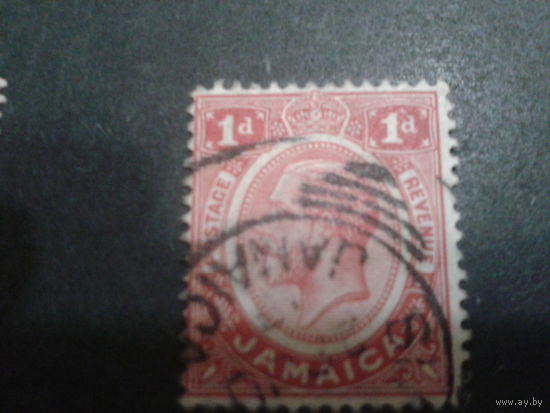 1d 1d
POSTAGE
REVENUE
JAMAICA
www.ay.by